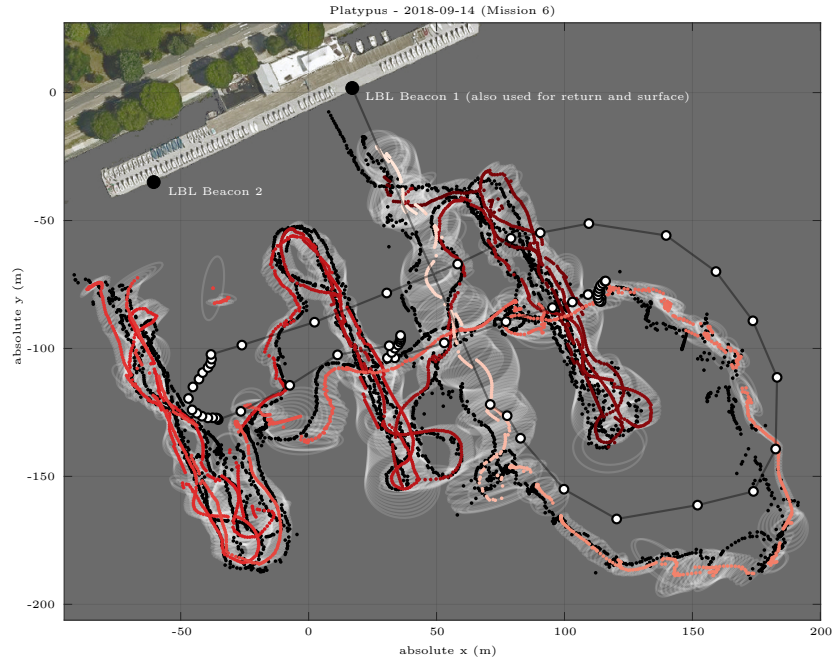 Platypus - 2018-09-14 (Mission 6)
0
LBL Beacon 1 (also used for return and surface)
LBL Beacon 2
-50
absolute y (m)
-100
-150
-200
-50
0
50
100
150
200
absolute x (m)